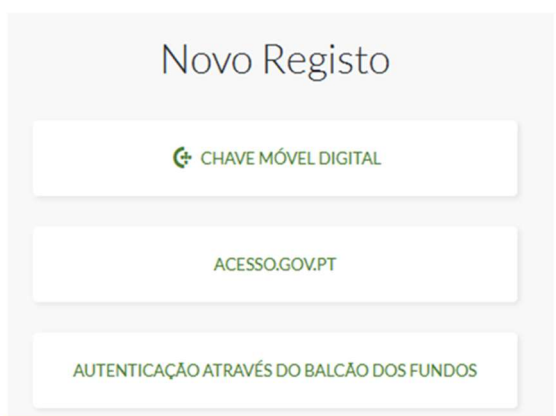 Novo Registo
CHAVE MÓVEL DIGITAL
ACESSO.GOV.PT
AUTENTICAÇÃO ATRAVÉS DO BALCÃO DOS FUNDOS